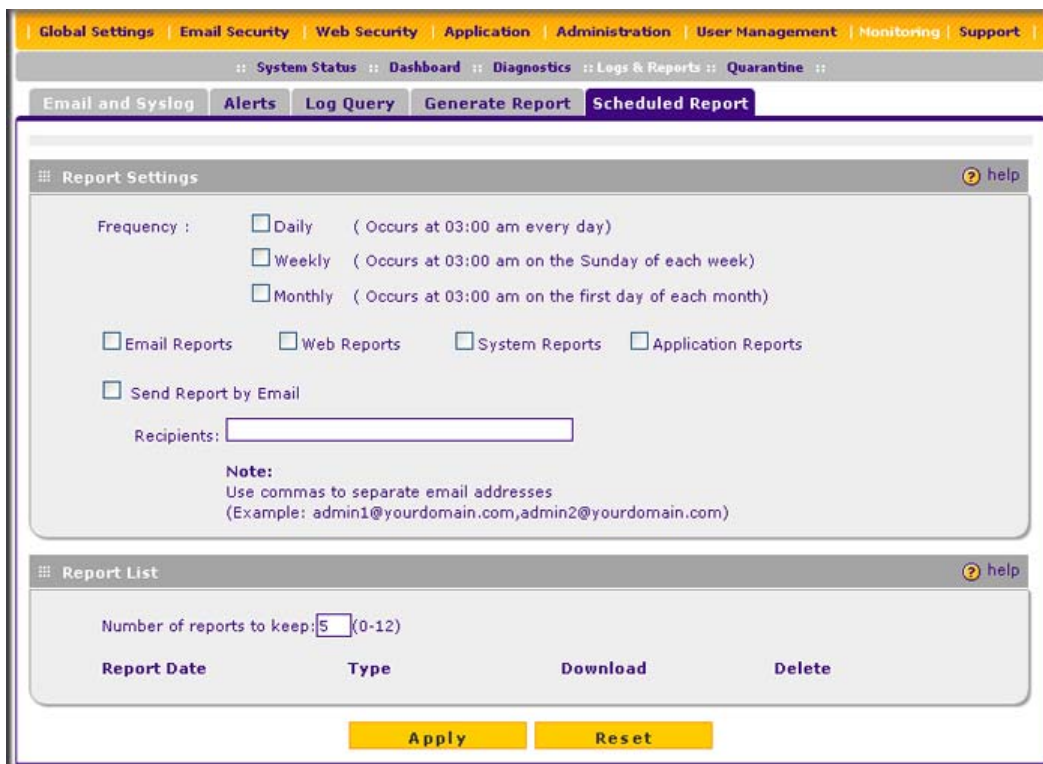 | Global Settings | Email Security | Web Security | Application | Administration | User Management | Monitoring | Support |
:: System Status :: Dashboard :: Diagnostics :: Logs & Reports :: Quarantine ::
Email and Syslog Alerts Log Query Generate Report Scheduled Report
Report Settings ? help
Frequency : Daily ( Occurs at 03:00 am every day)
Weekly ( Occurs at 03:00 am on the Sunday of each week)
Monthly ( Occurs at 03:00 am on the first day of each month)
Email Reports Web Reports System Reports Application Reports
Send Report by Email
Recipients:
Note:
Use commas to separate email addresses
(Example: admin1@yourdomain.com,admin2@yourdomain.com)
Report List ? help
Number of reports to keep: 5 (0-12)
Report Date Type Download Delete
Apply Reset